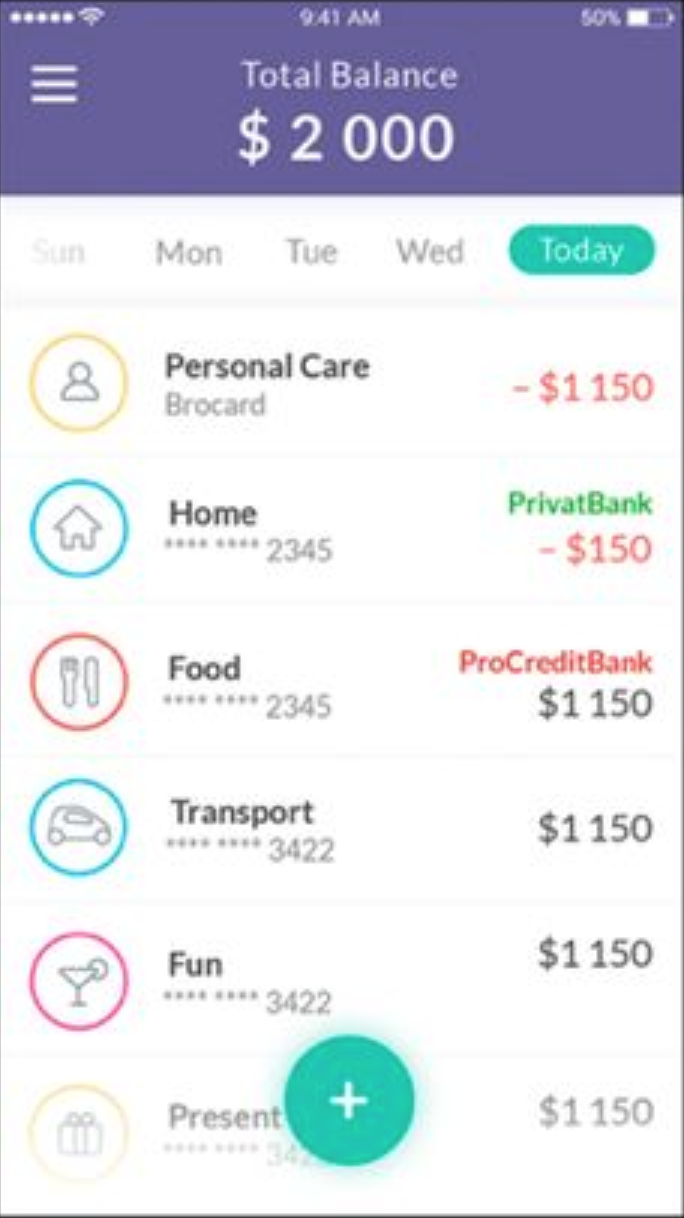 9:41 AM
50%
Total Balance
$ 2 000
Sun Mon Tue Wed Today
Personal Care
Brocard
– $1 150
Home
**** **** 2345
PrivatBank
– $150
Food
**** **** 2345
ProCreditBank
$1 150
Transport
**** **** 3422
$1 150
Fun
**** **** 3422
$1 150
Present
**** ****
$1 150